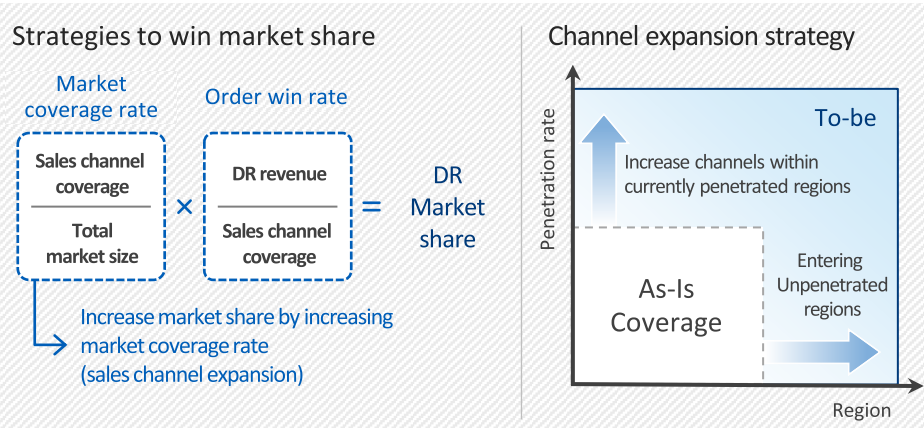 Strategies to win market share
Market
coverage rate
Order win rate
Sales channel
coverage
Total
market size
×
DR revenue
Sales channel
coverage
=
DR
Market
share
Increase market share by increasing
market coverage rate
(sales channel expansion)
Channel expansion strategy
Penetration rate
To-be
Increase channels within
currently penetrated regions
As-Is
Coverage
Entering
Unpenetrated
regions
Region